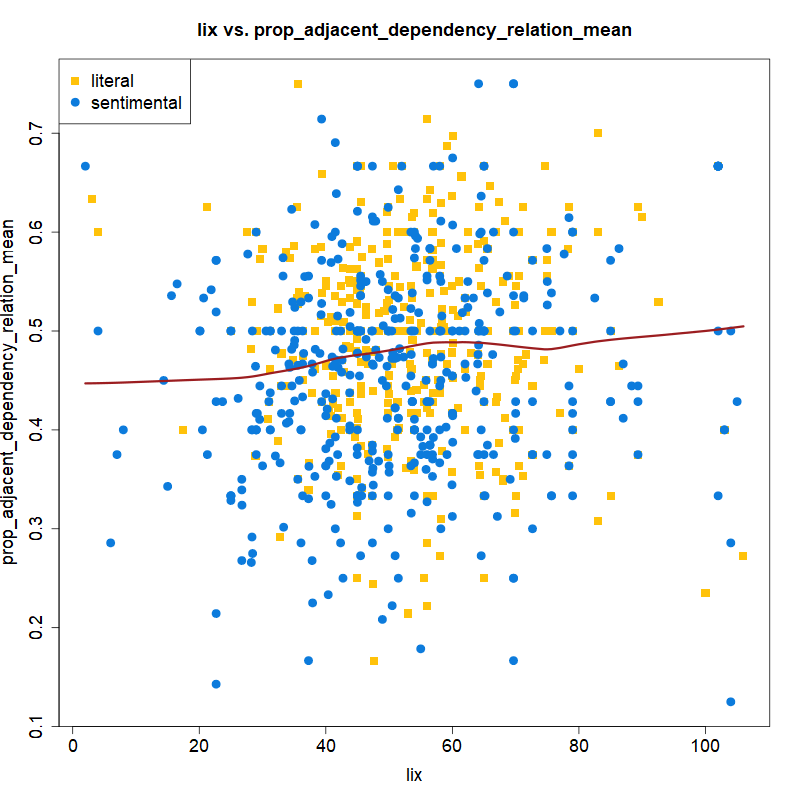 lix vs. prop_adjacent_dependency_relation_mean
literal
sentimental
prop_adjacent_dependency_relation_mean
0.7
0.6
0.5
0.4
0.3
0.2
0.1
0 20 40 60 80 100
lix